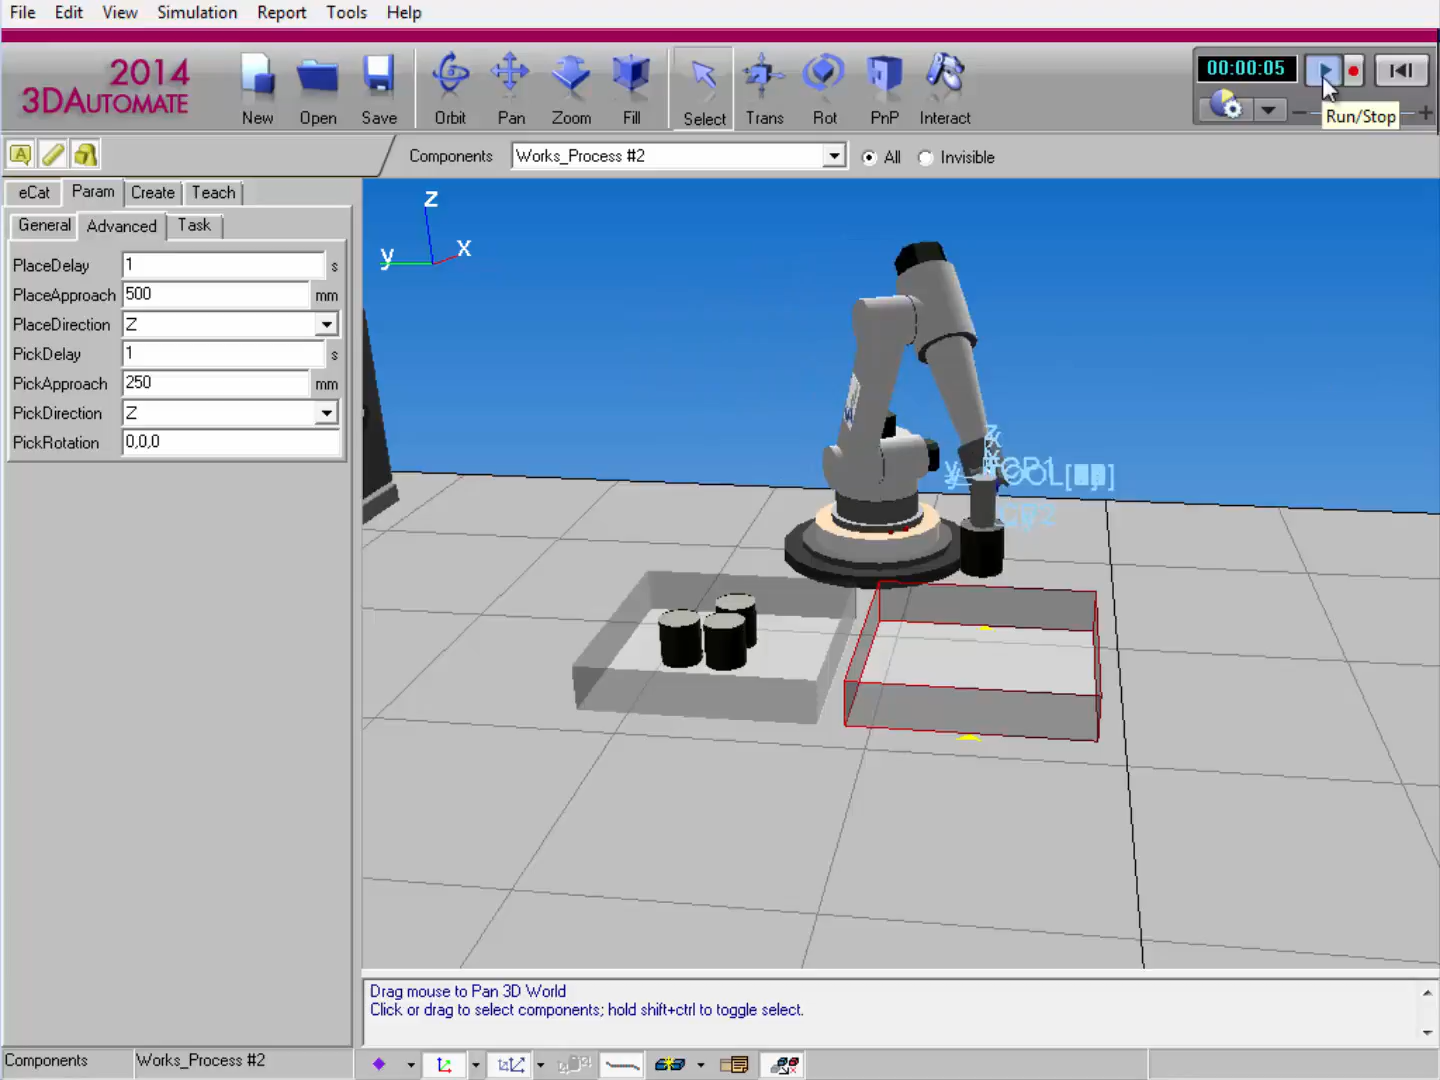 File Edit View Simulation Report Tools Help
2014
3DAUTOMATE
New Open Save Orbit Pan Zoom Fill Select Trans Rot PnP Interact
00:00:05
Run/Stop
Components Works_Process #2 All Invisible
eCat Param Create Teach
General Advanced Task
PlaceDelay 1 s
PlaceApproach 500 mm
PlaceDirection Z
PickDelay 1 s
PickApproach 250 mm
PickDirection Z
PickRotation 0,0,0
z
y x
Drag mouse to Pan 3D World
Click or drag to select components; hold shift+ctrl to toggle select.
Components Works_Process #2